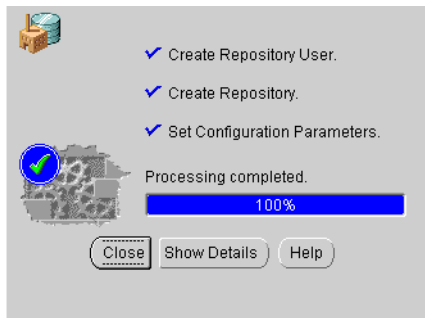 Create Repository User.
Create Repository.
Set Configuration Parameters.
Processing completed.
100%
Close Show Details Help